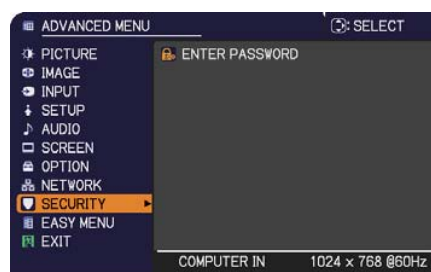 ADVANCED MENU
: SELECT
PICTURE
ENTER PASSWORD
IMAGE
INPUT
SETUP
AUDIO
SCREEN
OPTION
NETWORK
SECURITY
EASY MENU
EXIT
COMPUTER IN 1024 x 768 @60Hz